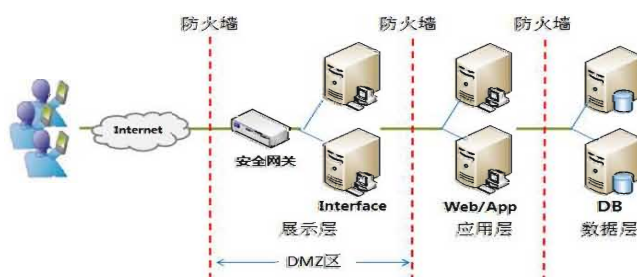 防火墙 防火墙 防火墙
Internet
安全网关
Interface Web/App DB
展示层 应用层 数据层
DMZ区